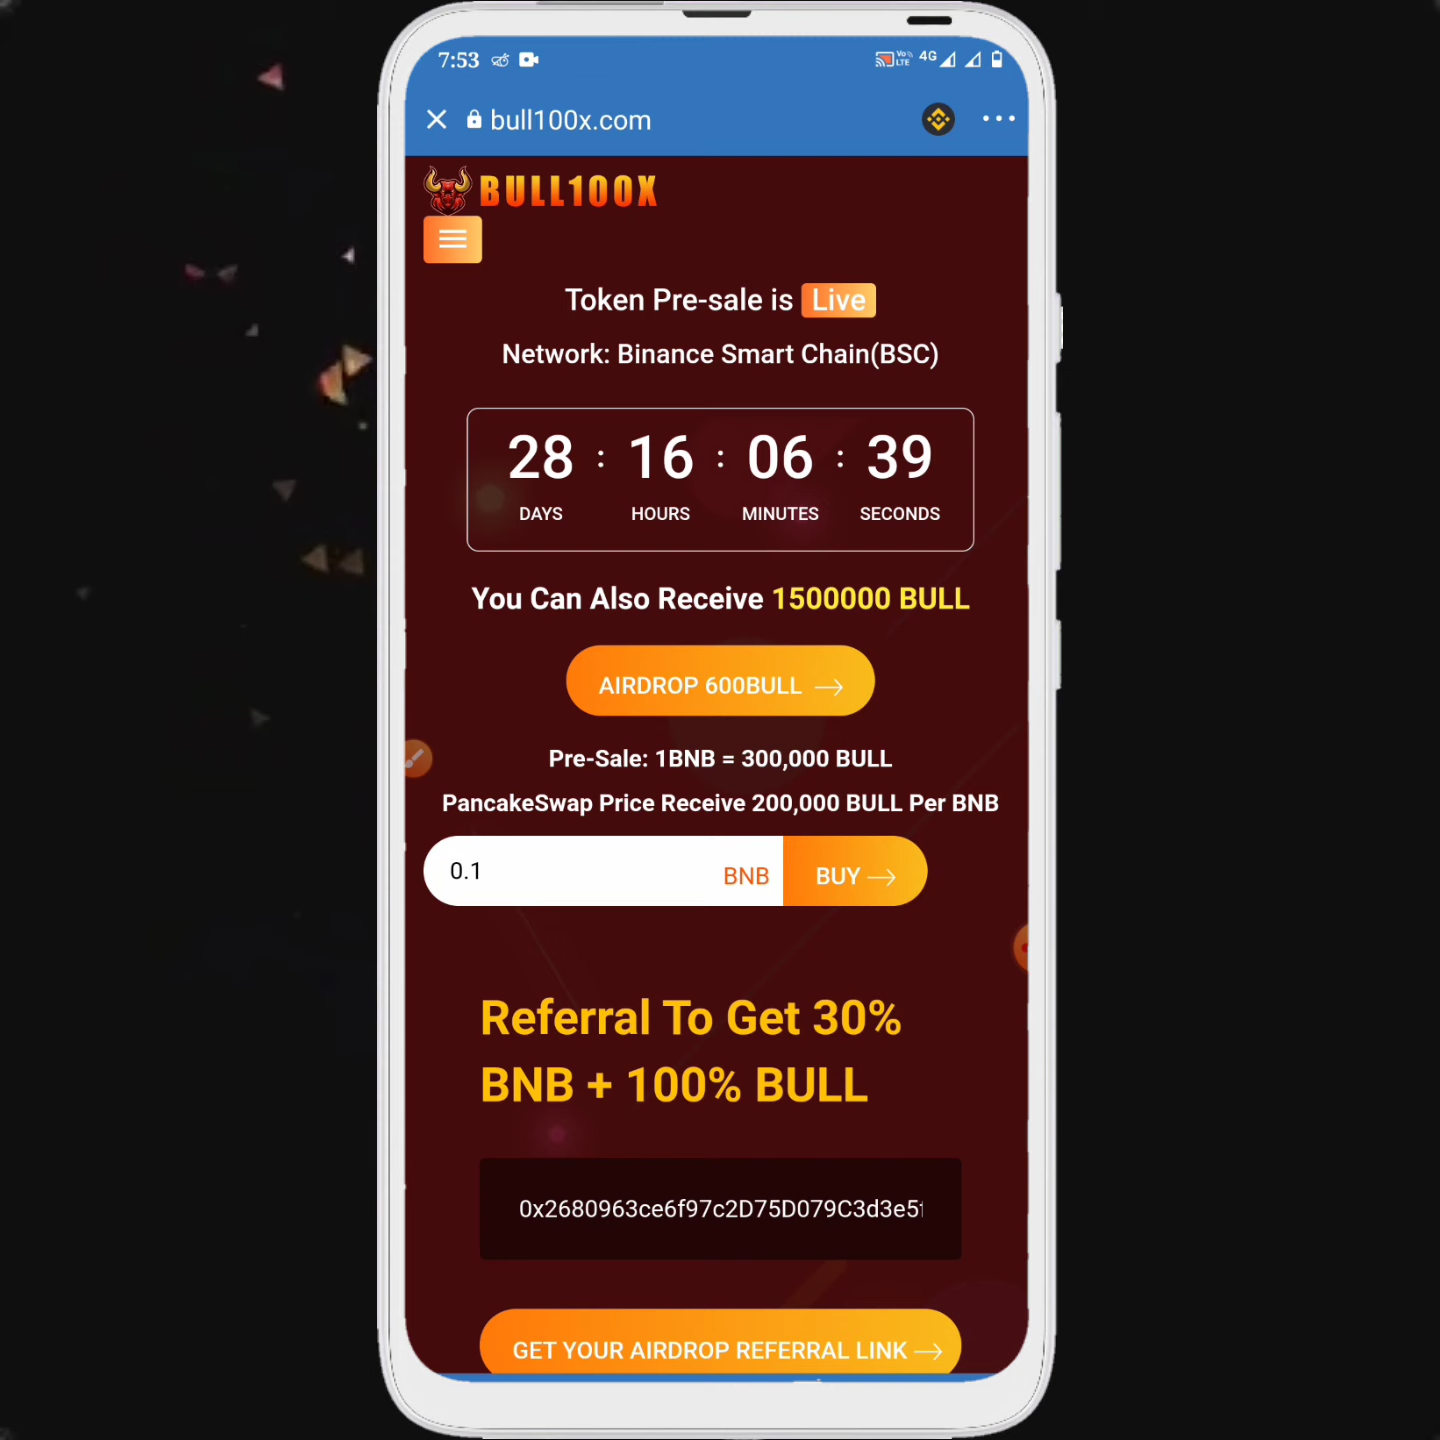 7:53
Vo LTE 4G
bull100x.com
BULL100X
Token Pre-sale is Live
Network: Binance Smart Chain(BSC)
28 : 16 : 06 : 39
DAYS HOURS MINUTES SECONDS
You Can Also Receive 1500000 BULL
AIRDROP 600BULL →
Pre-Sale: 1BNB = 300,000 BULL
PancakeSwap Price Receive 200,000 BULL Per BNB
0.1 BNB BUY →
Referral To Get 30%
BNB + 100% BULL
0x2680963ce6f97c2D75D079C3d3e5
GET YOUR AIRDROP REFERRAL LINK →